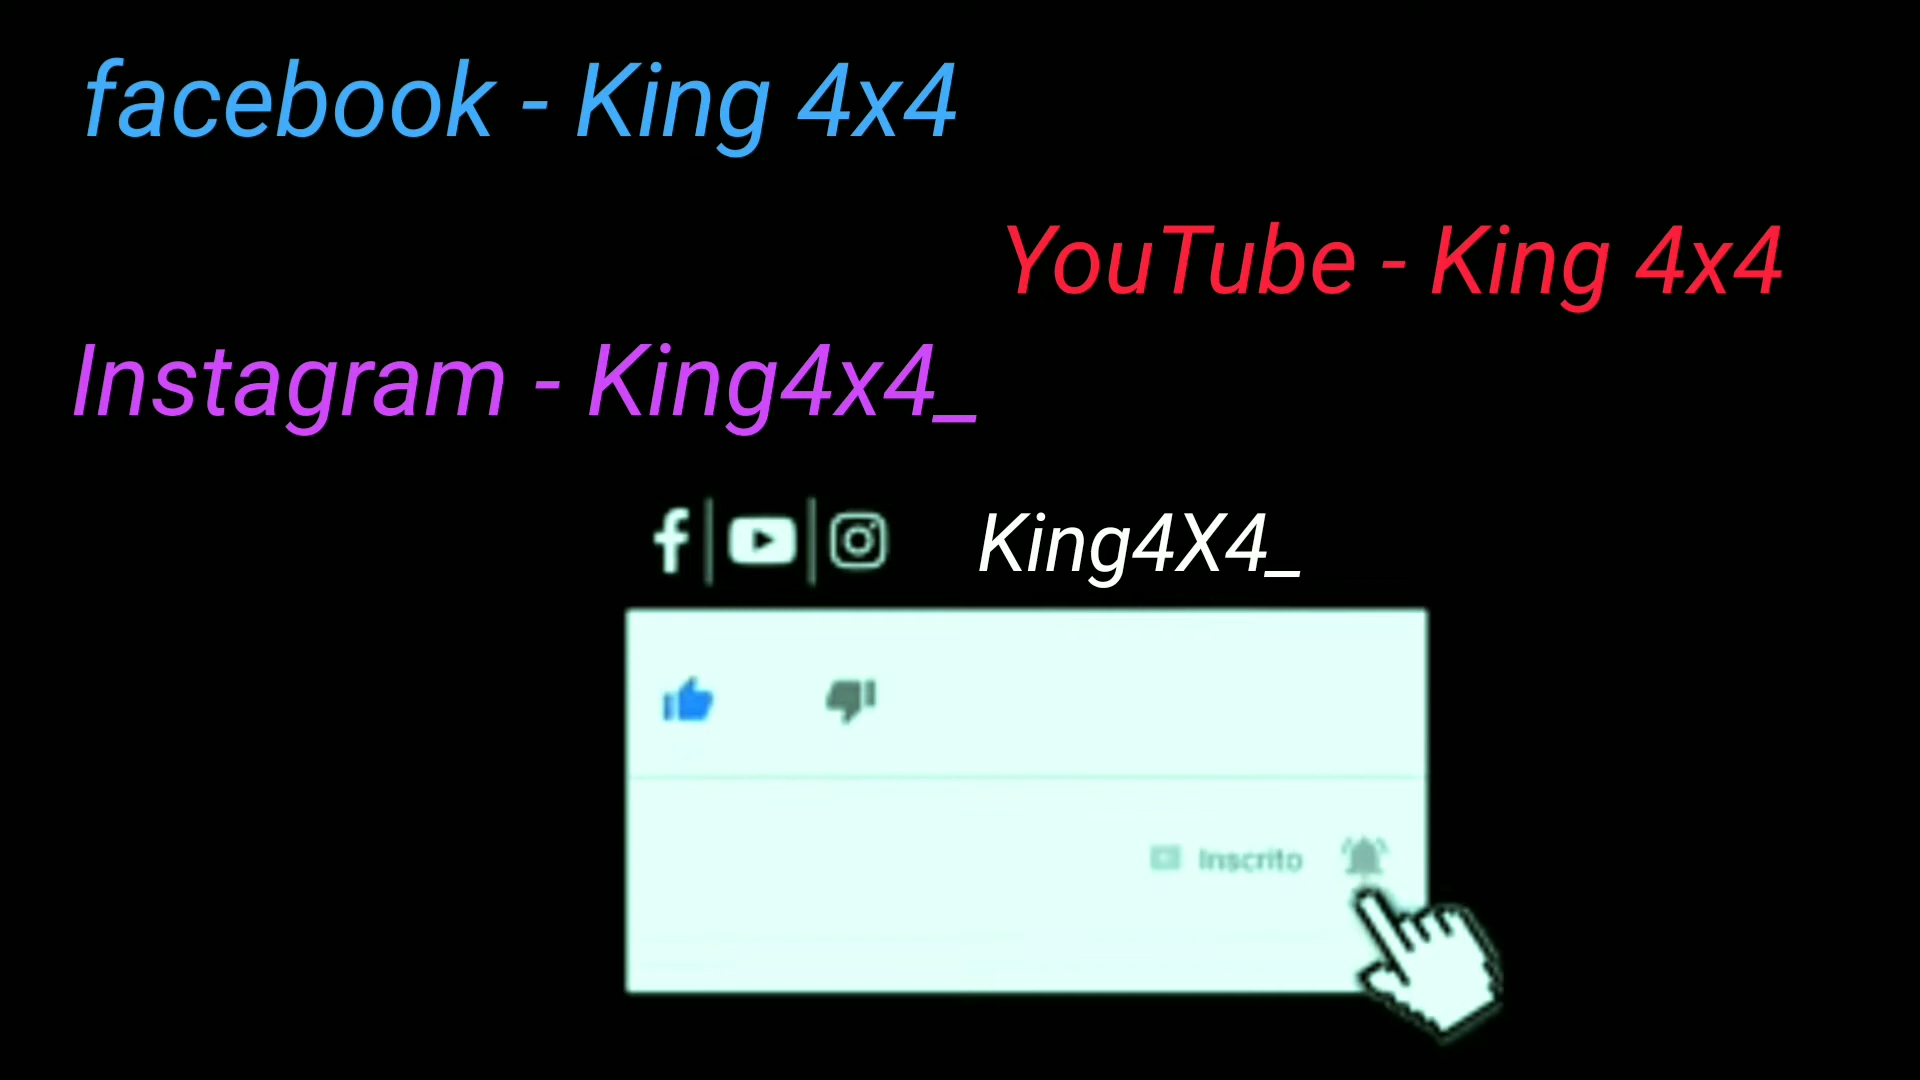 facebook - King 4x4
YouTube - King 4x4
Instagram - King4x4_
King4X4_
Inscrito